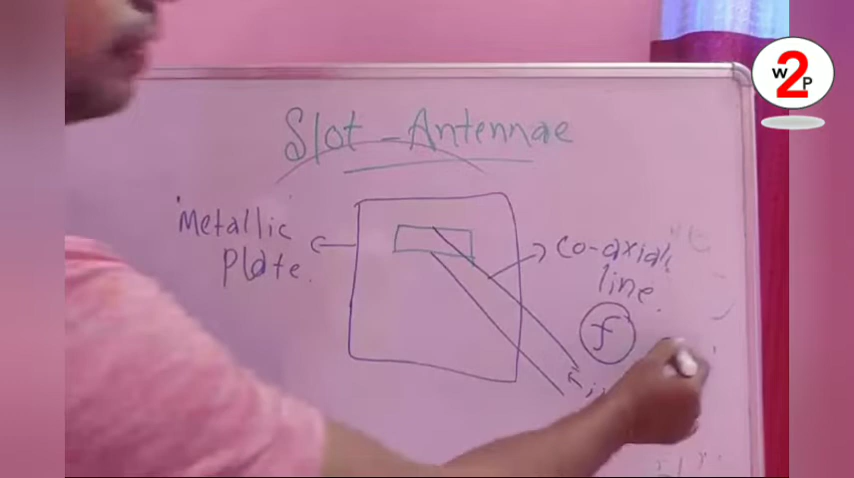 Slot - Antennae
Metallic
Plate.
Co-axial
line.
f
W2P